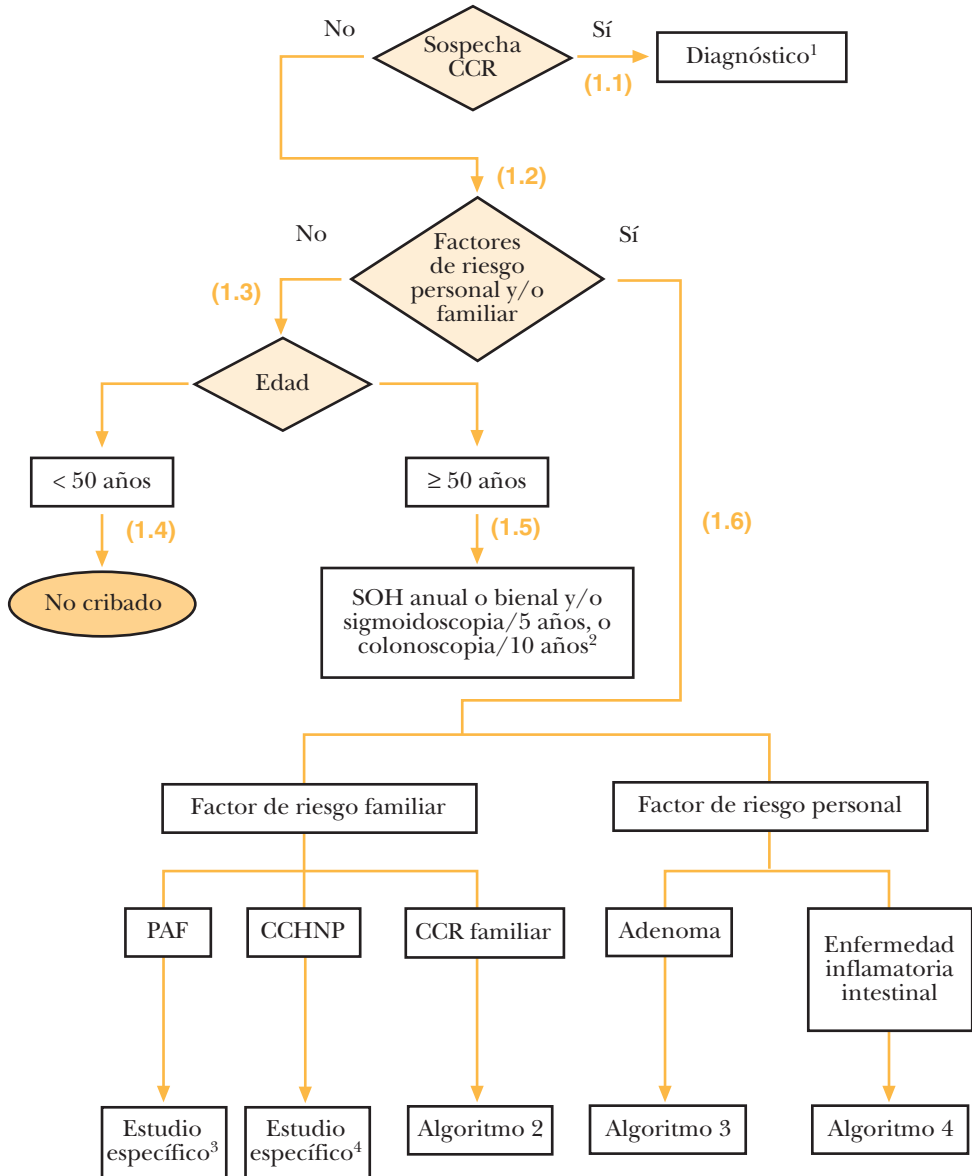 No
Sospecha
CCR
Sí
(1.1)
Diagnóstico¹
(1.2)
No
Factores
de riesgo
personal y/o
familiar
Sí
(1.3)
Edad
< 50 años
≥ 50 años
(1.4)
(1.5)
(1.6)
No cribado
SOH anual o bienal y/o
sigmoidoscopia/5 años, o
colonoscopia/10 años²
Factor de riesgo familiar
Factor de riesgo personal
PAF
CCHNP
CCR familiar
Adenoma
Enfermedad
inflamatoria
intestinal
Estudio
específico³
Estudio
específico⁴
Algoritmo 2
Algoritmo 3
Algoritmo 4